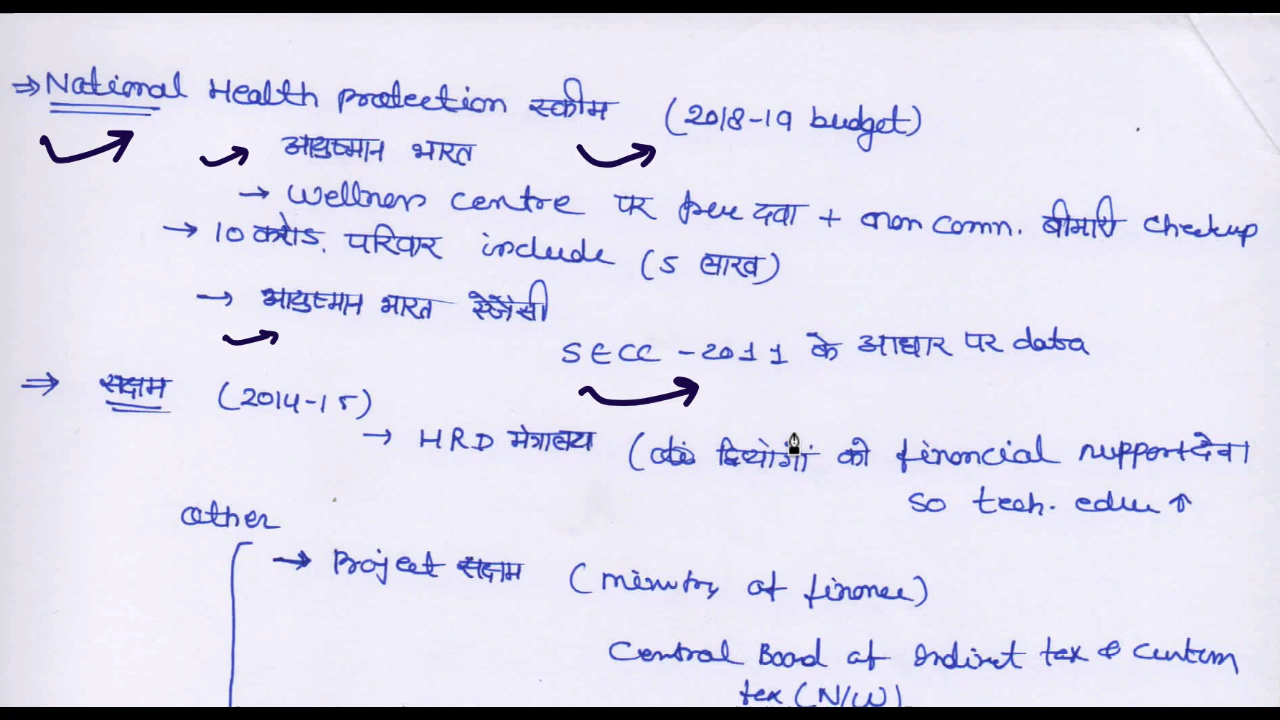 ⇒ National Health protection स्कीम (2018-19 budget)
आयुष्मान भारत
→ Wellness centre पर free दवा + non comm. बीमारी checkup
→ 10 करोड़. परिवार include (5 लाख)
→ आयुष्मान भारत एजेंसी
SECC - 2011 के आधार पर data
⇒ सक्षम (2014-15)
→ HRD मंत्रालय ( को financial support देना
so tech. edu ↑
other
→ Project सक्षम (ministry of finance)
Central Board of Indirect tax & custom
tex (N/W)